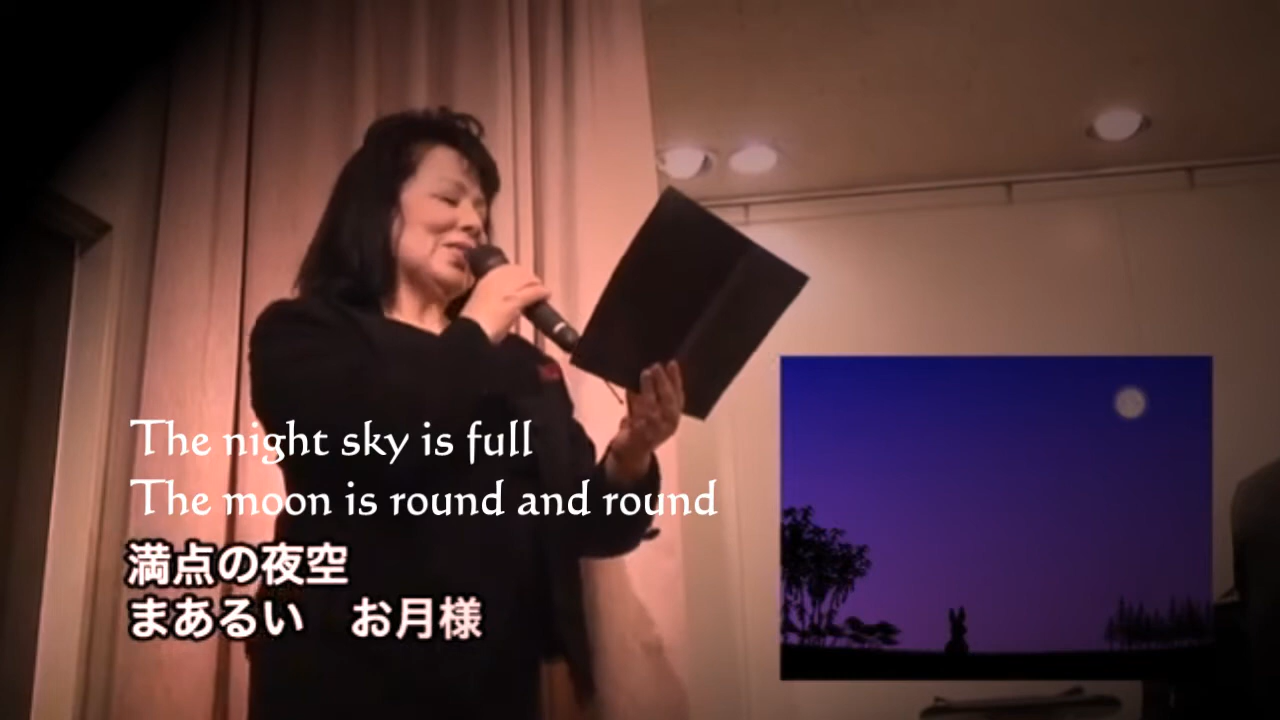 The night sky is full
The moon is round and round
満点の夜空
まあるい　お月様